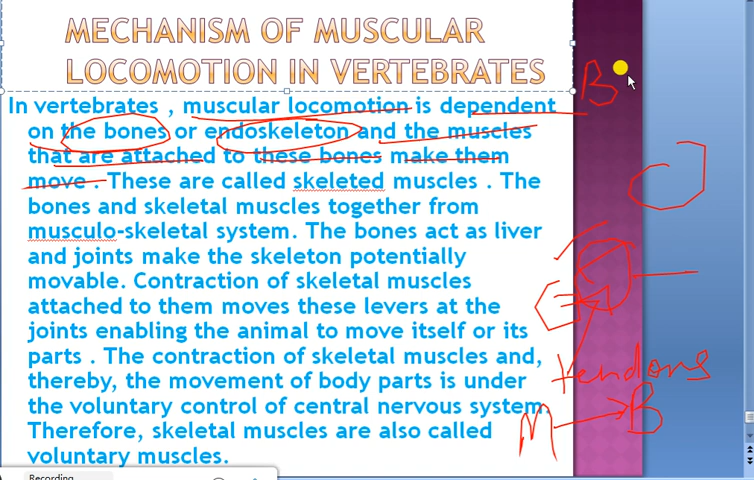 MECHANISM OF MUSCULAR
LOCOMOTION IN VERTEBRATES
In vertebrates , muscular locomotion is dependent
on the bones or endoskeleton and the muscles
that are attached to these bones make them
move . These are called skeleted muscles . The
bones and skeletal muscles together from
musculo-skeletal system. The bones act as liver
and joints make the skeleton potentially
movable. Contraction of skeletal muscles
attached to them moves these levers at the
joints enabling the animal to move itself or its
parts . The contraction of skeletal muscles and,
thereby, the movement of body parts is under
the voluntary control of central nervous system.
Therefore, skeletal muscles are also called
voluntary muscles.
B
tendons
M B
Recording